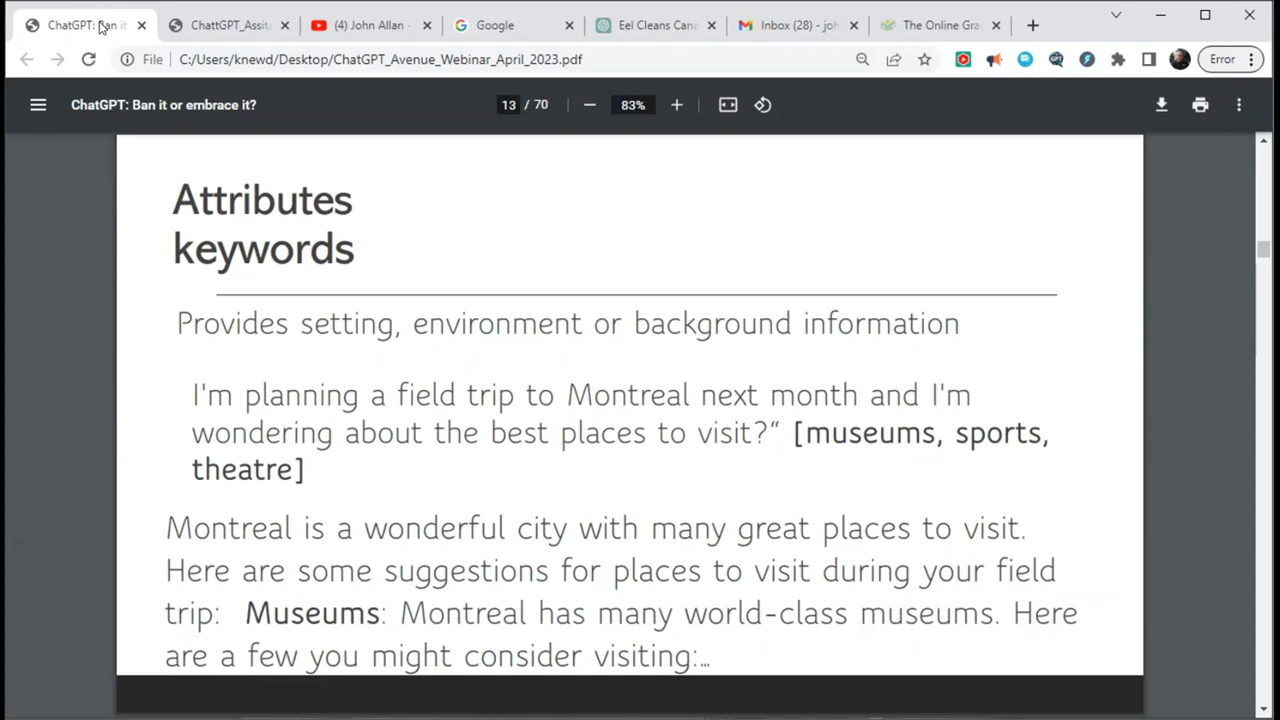 ChatGPT: Ban it
ChattGPT_Assit
(4) John Allan -
Google
Eel Cleans Cana
Inbox (28) - joh
The Online Gra
File C:/Users/knewd/Desktop/ChatGPT_Avenue_Webinar_April_2023.pdf
Error
ChatGPT: Ban it or embrace it?
13 / 70
83%
Attributes
keywords
Provides setting, environment or background information
I'm planning a field trip to Montreal next month and I'm
wondering about the best places to visit?“ [museums, sports,
theatre]
Montreal is a wonderful city with many great places to visit.
Here are some suggestions for places to visit during your field
trip: Museums: Montreal has many world-class museums. Here
are a few you might consider visiting:…